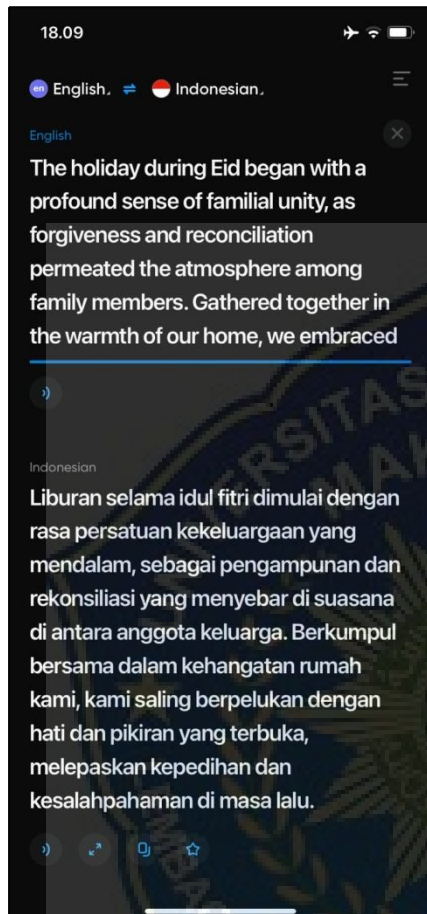 18.09
en English ⇌ Indonesian
English
The holiday during Eid began with a
profound sense of familial unity, as
forgiveness and reconciliation
permeated the atmosphere among
family members. Gathered together in
the warmth of our home, we embraced
Indonesian
Liburan selama idul fitri dimulai dengan
rasa persatuan kekeluargaan yang
mendalam, sebagai pengampunan dan
rekonsiliasi yang menyebar di suasana
di antara anggota keluarga. Berkumpul
bersama dalam kehangatan rumah
kami, kami saling berpelukan dengan
hati dan pikiran yang terbuka,
melepaskan kepedihan dan
kesalahpahaman di masa lalu.